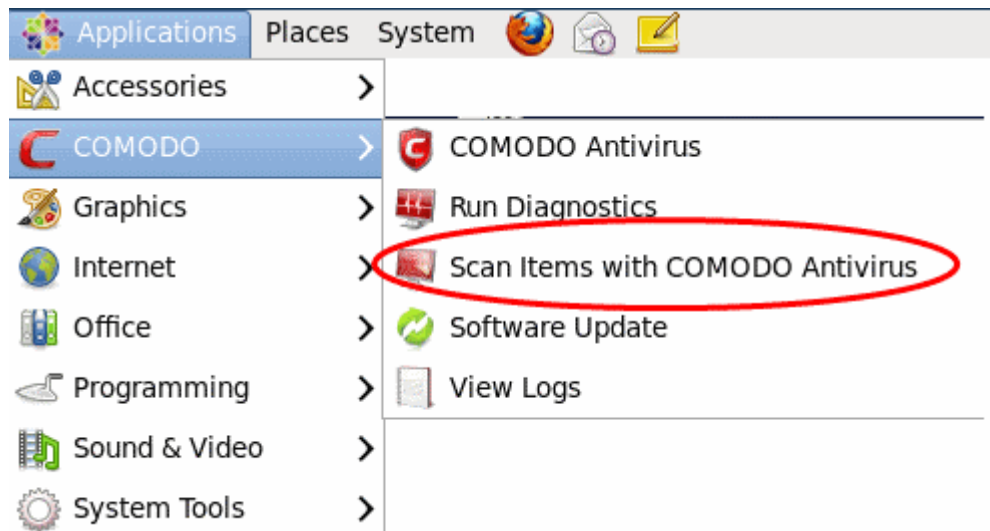 Applications Places System
Accessories
COMODO
Graphics
Internet
Office
Programming
Sound & Video
System Tools
COMODO Antivirus
Run Diagnostics
Scan Items with COMODO Antivirus
Software Update
View Logs